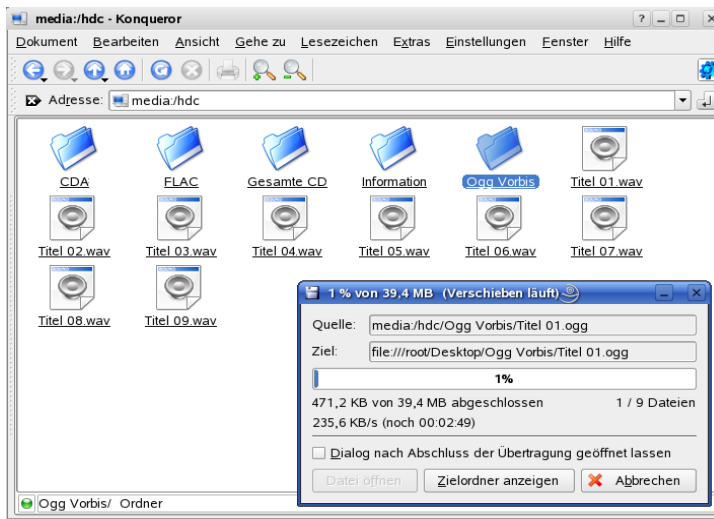 media:/hdc - Konqueror
Dokument Bearbeiten Ansicht Gehe zu Lesezeichen Extras Einstellungen Fenster Hilfe
Adresse: media:/hdc
CDA FLAC Gesamte CD Information Ogg Vorbis Titel 01.wav
Titel 02.wav Titel 03.wav Titel 04.wav Titel 05.wav Titel 06.wav Titel 07.wav
Titel 08.wav Titel 09.wav
1 % von 39,4 MB (Verschieben läuft)
Quelle: media:/hdc/Ogg Vorbis/Titel 01.ogg
Ziel: file:///root/Desktop/Ogg Vorbis/Titel 01.ogg
1%
471,2 KB von 39,4 MB abgeschlossen 1 / 9 Dateien
235,6 KB/s (noch 00:02:49)
Dialog nach Abschluss der Übertragung geöffnet lassen
Datei öffnen Zielordner anzeigen Abbrechen
Ogg Vorbis/ Ordner